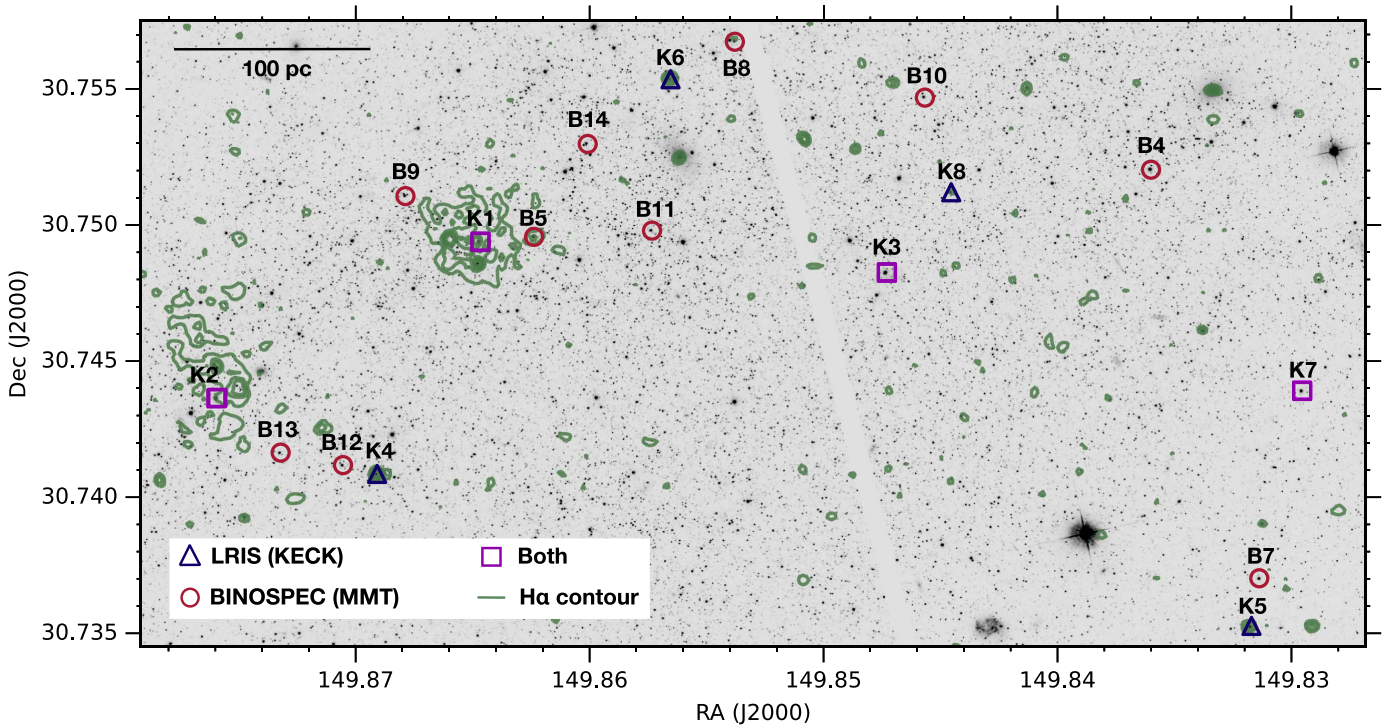 100 pc
K6
B8
B10
B14
B4
B9
K8
K1
B5
B11
K3
K2
K7
B13
B12
K4
B7
K5
LRIS (KECK)
Both
BINOSPEC (MMT)
Hα contour
30.755
30.750
30.745
30.740
30.735
Dec (J2000)
149.87
149.86
149.85
149.84
149.83
RA (J2000)